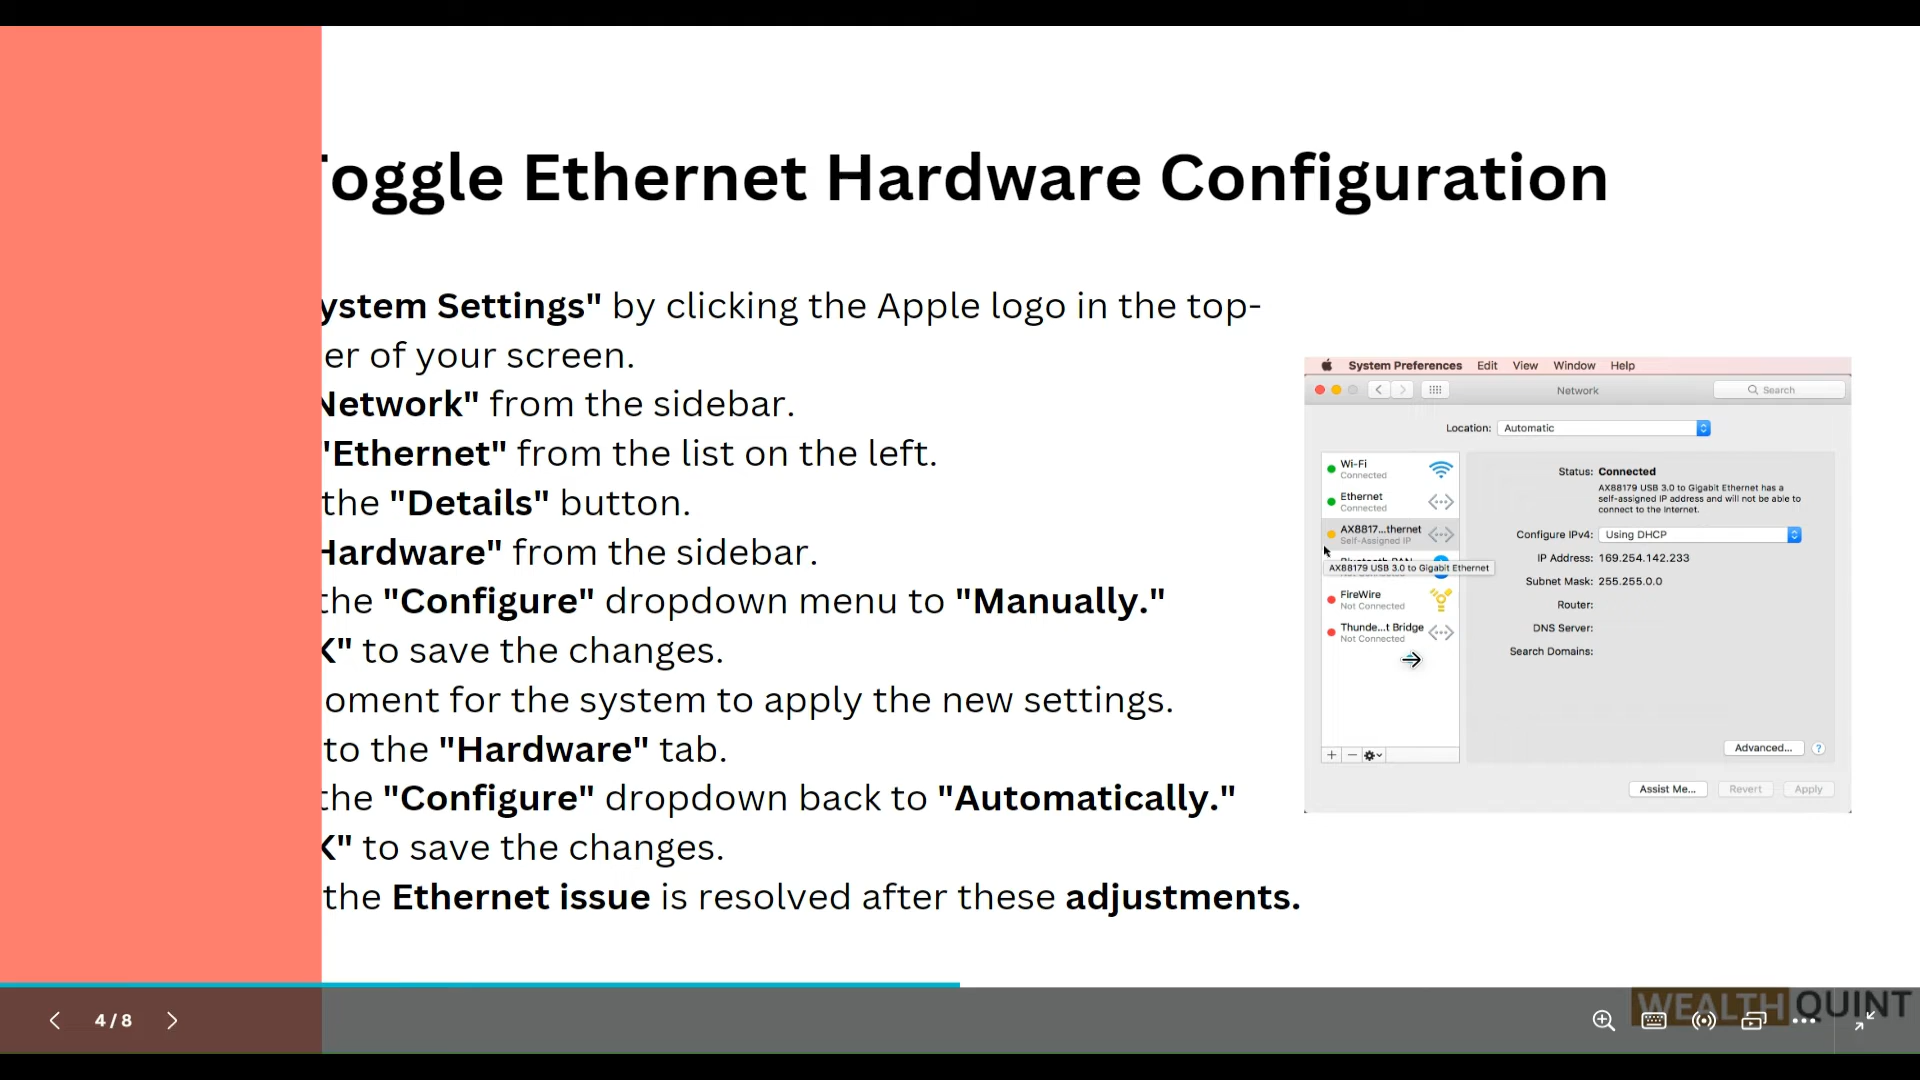 Toggle Ethernet Hardware Configuration
ystem Settings" by clicking the Apple logo in the top-
er of your screen.
Network" from the sidebar.
"Ethernet" from the list on the left.
the "Details" button.
Hardware" from the sidebar.
the "Configure" dropdown menu to "Manually."
K" to save the changes.
oment for the system to apply the new settings.
to the "Hardware" tab.
the "Configure" dropdown back to "Automatically."
K" to save the changes.
the Ethernet issue is resolved after these adjustments.
System Preferences Edit View Window Help
Network
Search
Location: Automatic
Wi-Fi
Connected
Ethernet
Connected
AX8817...thernet
Self-Assigned IP
AX88179 USB 3.0 to Gigabit Ethernet
FireWire
Not Connected
Thunde...t Bridge
Not Connected
Status: Connected
AX88179 USB 3.0 to Gigabit Ethernet has a
self-assigned IP address and will not be able to
connect to the Internet.
Configure IPv4: Using DHCP
IP Address: 169.254.142.233
Subnet Mask: 255.255.0.0
Router:
DNS Server:
Search Domains:
Advanced... ?
Assist Me... Revert Apply
4 / 8
WEALTH QUINT